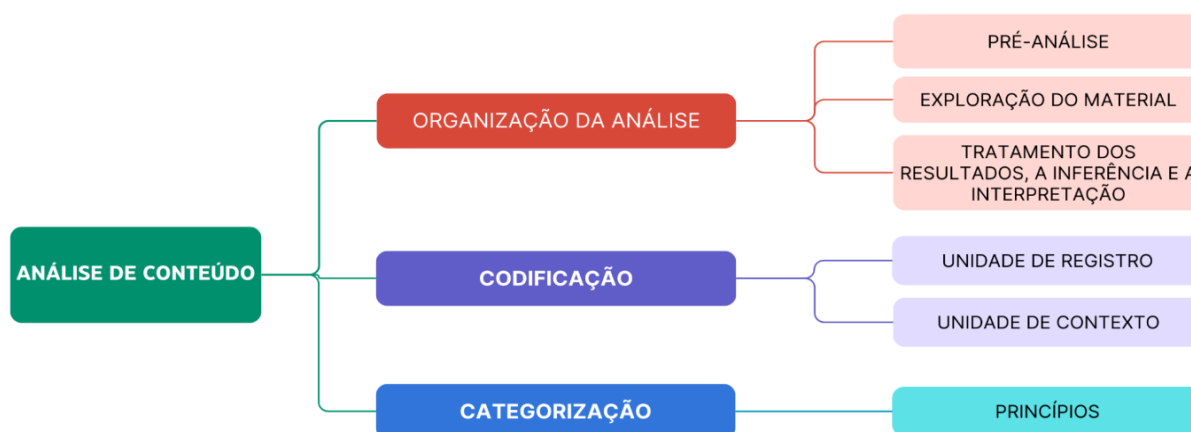 PRÉ-ANÁLISE
ORGANIZAÇÃO DA ANÁLISE
EXPLORAÇÃO DO MATERIAL
TRATAMENTO DOS
RESULTADOS, A INFERÊNCIA E A
INTERPRETAÇÃO
ANÁLISE DE CONTEÚDO
CODIFICAÇÃO
UNIDADE DE REGISTRO
UNIDADE DE CONTEXTO
CATEGORIZAÇÃO
PRINCÍPIOS